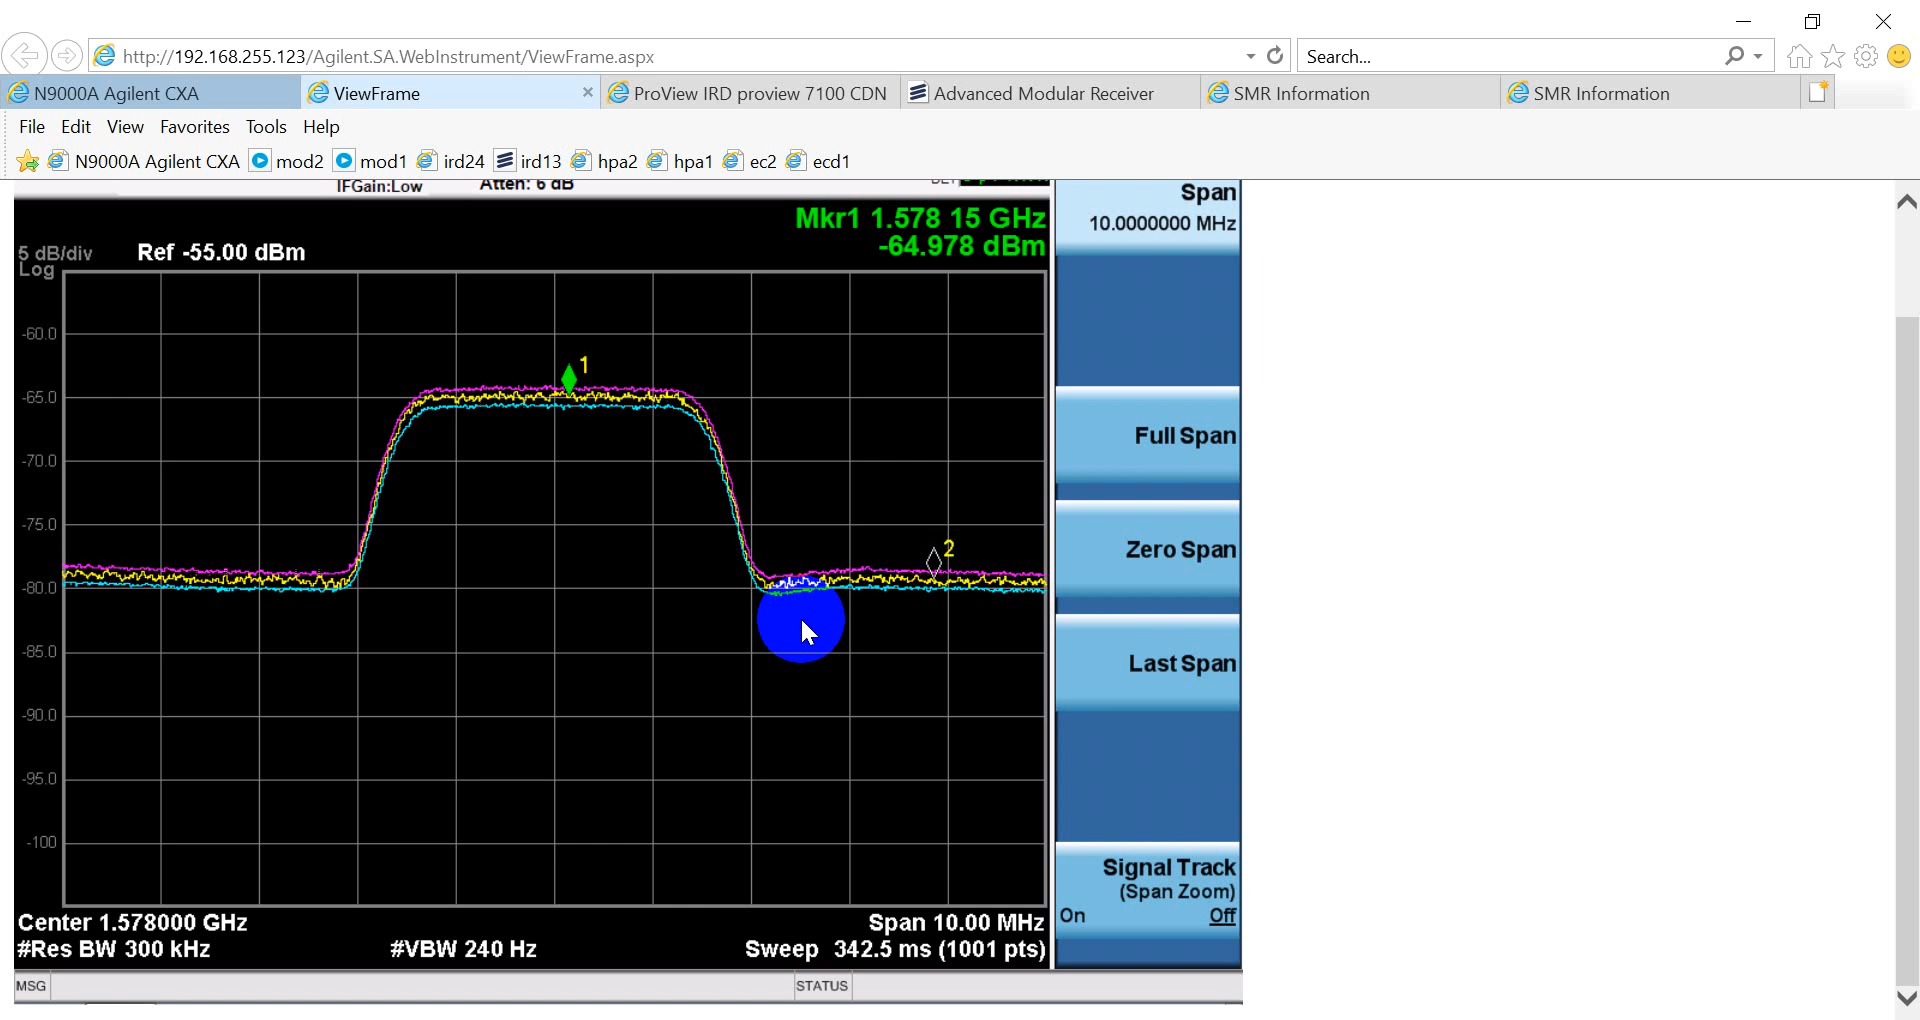 http://192.168.255.123/Agilent.SA.WebInstrument/ViewFrame.aspx
Search...
N9000A Agilent CXA
ViewFrame
ProView IRD proview 7100 CDN
Advanced Modular Receiver
SMR Information
SMR Information
File Edit View Favorites Tools Help
N9000A Agilent CXA mod2 mod1 ird24 ird13 hpa2 hpa1 ec2 ecd1
IFGain:Low
Atten: 6 dB
Mkr1 1.578 15 GHz
-64.978 dBm
5 dB/div
Log
Ref -55.00 dBm
-60.0
-65.0
-70.0
-75.0
-80.0
-85.0
-90.0
-95.0
-100
1
2
Center 1.578000 GHz
Span 10.00 MHz
#Res BW 300 kHz
#VBW 240 Hz
Sweep 342.5 ms (1001 pts)
Span
10.0000000 MHz
Full Span
Zero Span
Last Span
Signal Track
(Span Zoom)
On Off
MSG
STATUS